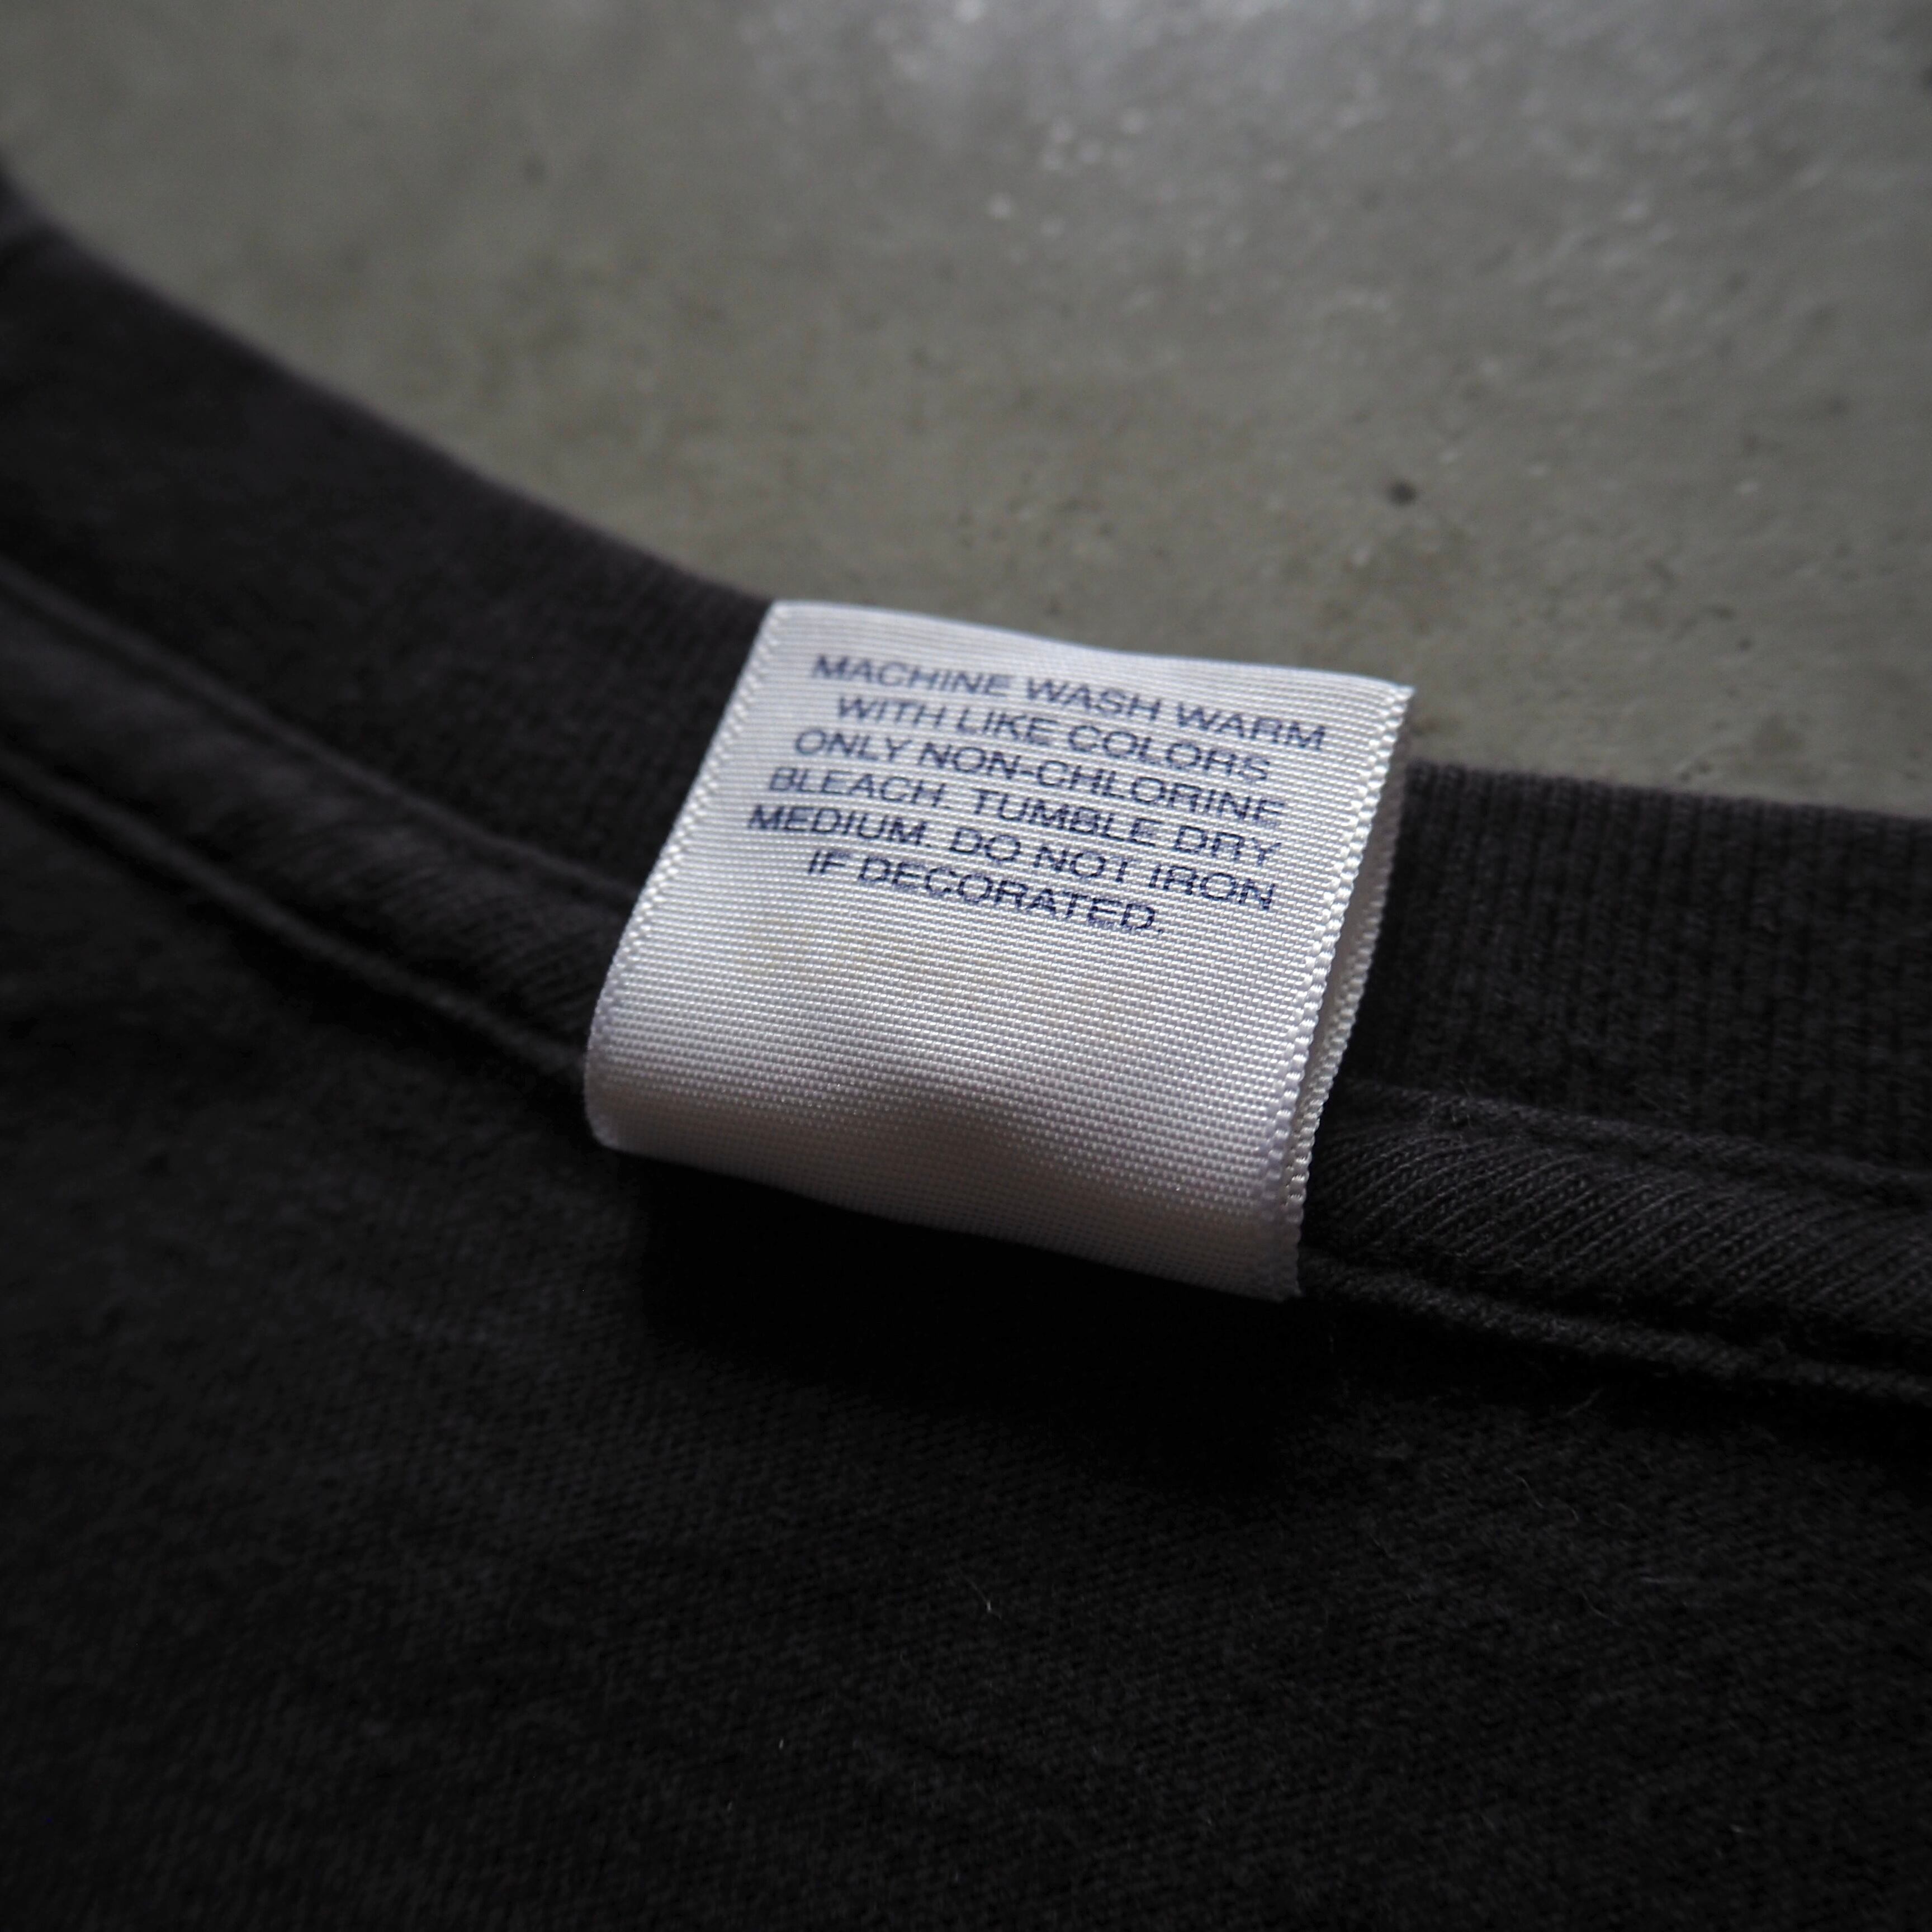 MACHINE WASH WARM
WITH LIKE COLORS
ONLY NON-CHLORINE
BLEACH. TUMBLE DRY
MEDIUM. DO NOT IRON
IF DECORATED.